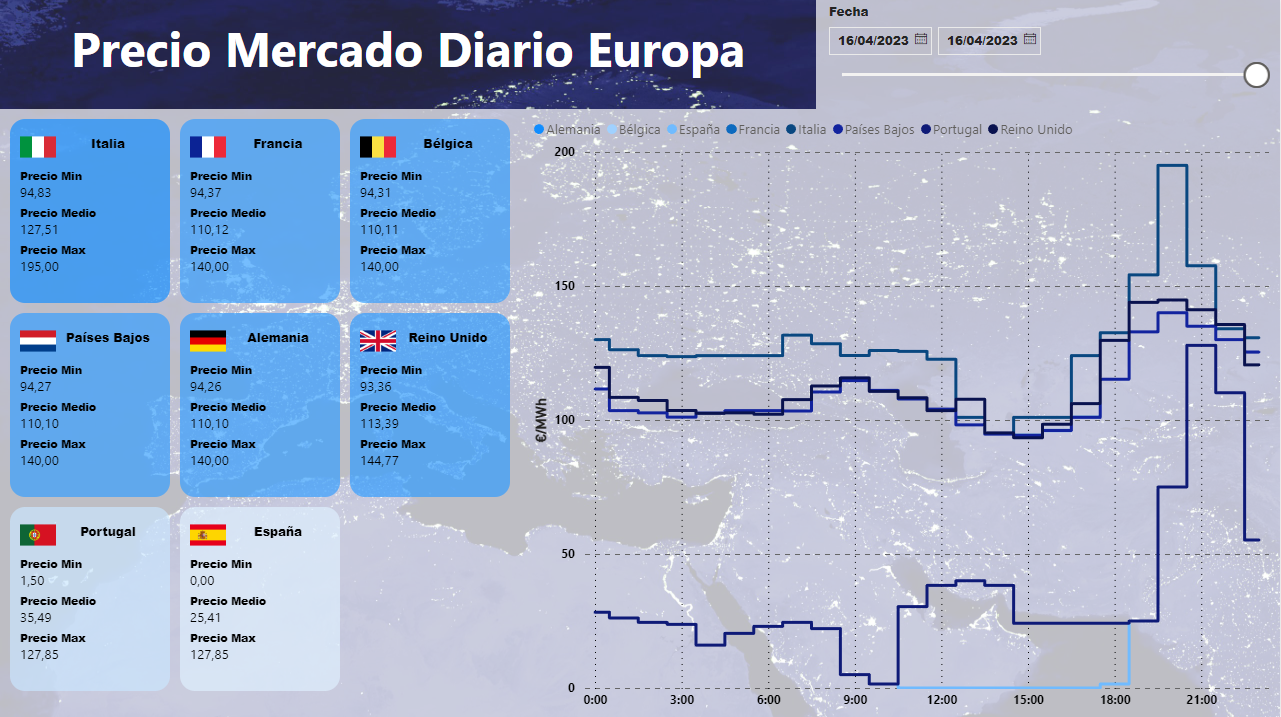 Precio Mercado Diario Europa
Fecha
16/04/2023 16/04/2023
Italia
Precio Min
94,83
Precio Medio
127,51
Precio Max
195,00
Francia
Precio Min
94,37
Precio Medio
110,12
Precio Max
140,00
Bélgica
Precio Min
94,31
Precio Medio
110,11
Precio Max
140,00
Países Bajos
Precio Min
94,27
Precio Medio
110,10
Precio Max
140,00
Alemania
Precio Min
94,26
Precio Medio
110,10
Precio Max
140,00
Reino Unido
Precio Min
93,36
Precio Medio
113,39
Precio Max
144,77
Portugal
Precio Min
1,50
Precio Medio
35,49
Precio Max
127,85
España
Precio Min
0,00
Precio Medio
25,41
Precio Max
127,85
Alemania Bélgica España Francia Italia Países Bajos Portugal Reino Unido
€/MWh
200
150
100
50
0
0:00 3:00 6:00 9:00 12:00 15:00 18:00 21:00